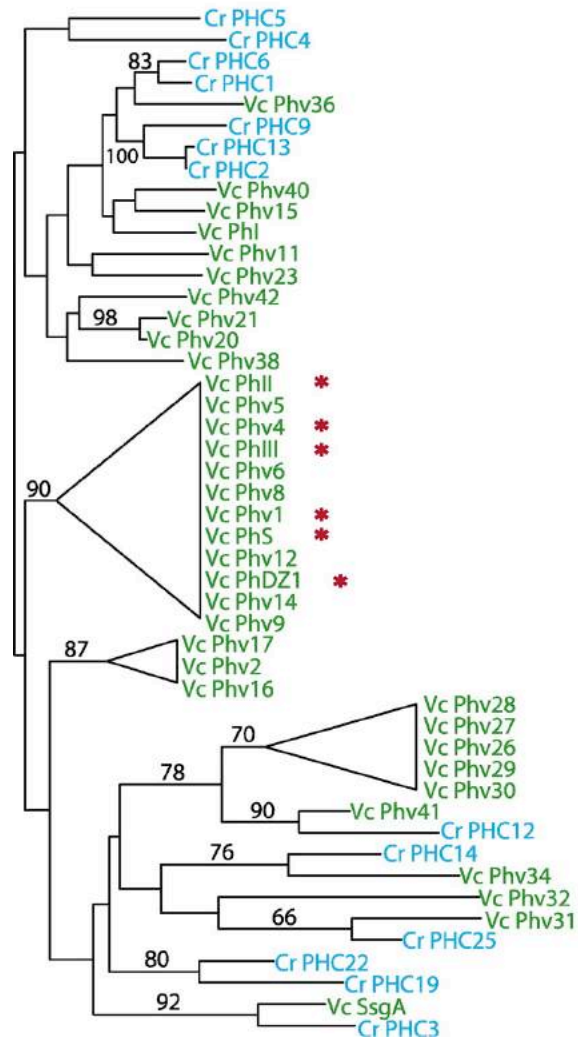 Cr PHC5
Cr PHC4
83 Cr PHC6
Cr PHC1
Vc Phv36
Cr PHC9
100 Cr PHC13
Cr PHC2
Vc Phv40
Vc Phv15
Vc PhI
Vc Phv11
Vc Phv23
Vc Phv42
98 Vc Phv21
Vc Phv20
Vc Phv38
Vc PhII *
Vc Phv5
Vc Phv4 *
Vc PhIII *
Vc Phv6
90 Vc Phv8
Vc Phv1 *
Vc PhS *
Vc Phv12
Vc PhDZ1 *
Vc Phv14
Vc Phv9
87 Vc Phv17
Vc Phv2
Vc Phv16
Vc Phv28
Vc Phv27
70 Vc Phv26
Vc Phv29
78 Vc Phv30
90 Vc Phv41
Cr PHC12
76 Cr PHC14
Vc Phv34
Vc Phv32
66 Vc Phv31
Cr PHC25
80 Cr PHC22
Cr PHC19
92 Vc SsgA
Cr PHC3